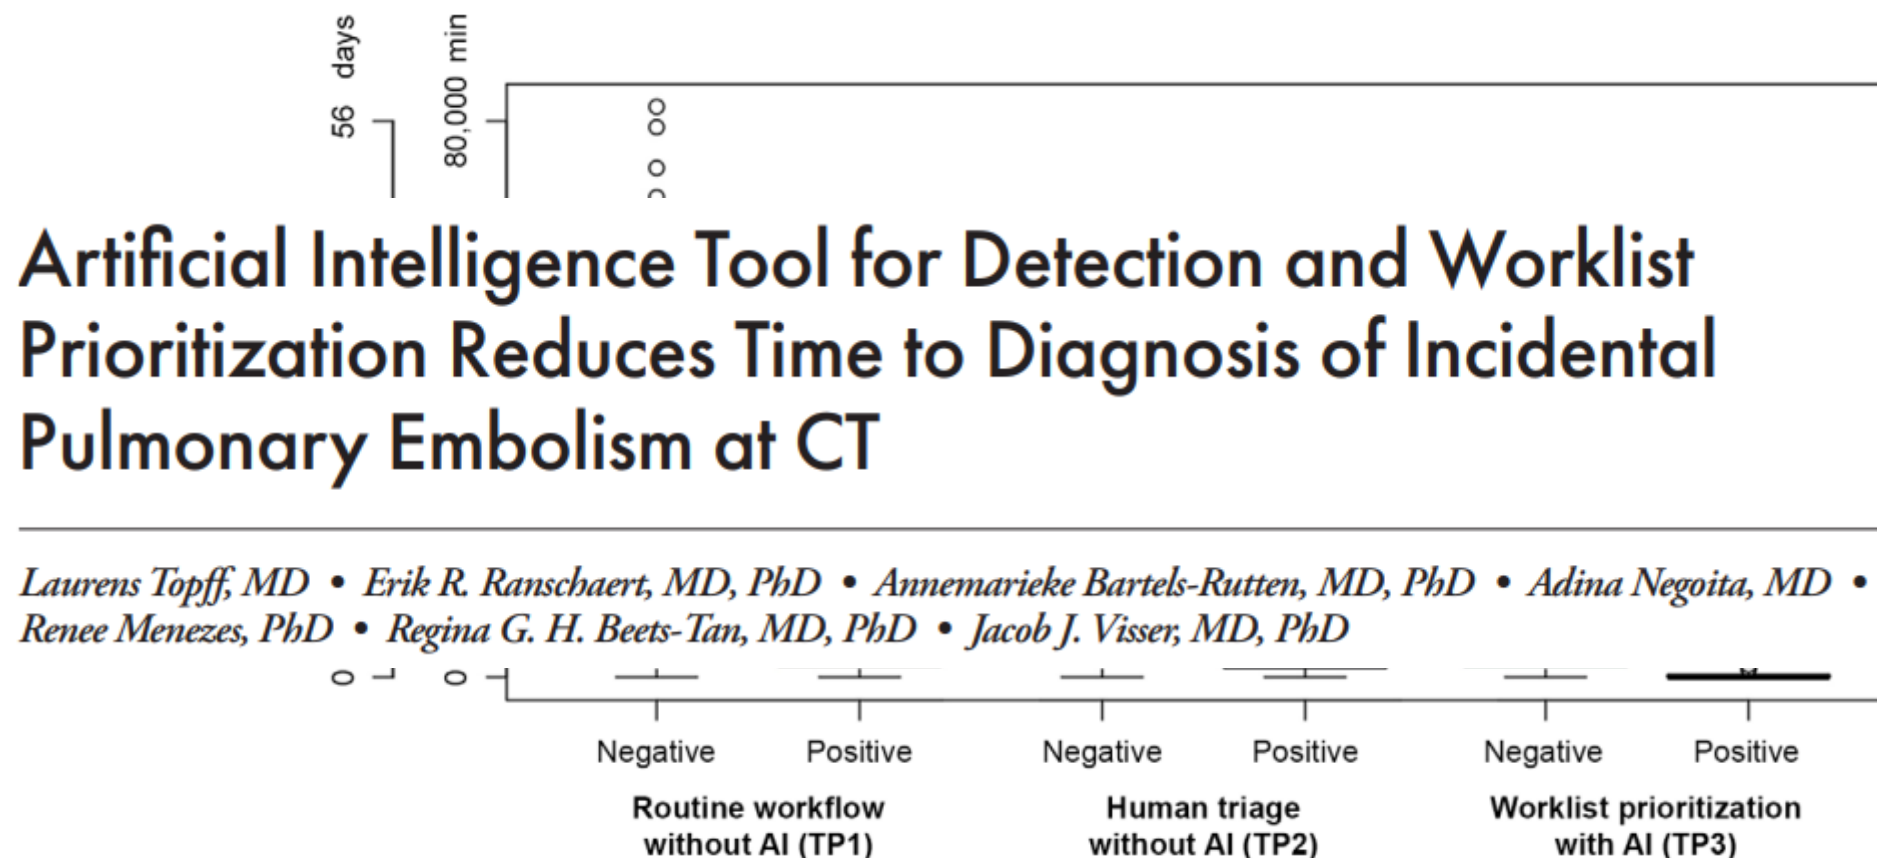 days
min
56
80,000
Artificial Intelligence Tool for Detection and Worklist
Prioritization Reduces Time to Diagnosis of Incidental
Pulmonary Embolism at CT
Laurens Topff, MD • Erik R. Ranschaert, MD, PhD • Annemarieke Bartels-Rutten, MD, PhD • Adina Negoita, MD •
Renee Menezes, PhD • Regina G. H. Beets-Tan, MD, PhD • Jacob J. Visser, MD, PhD
0
0
Negative Positive Negative Positive Negative Positive
Routine workflow Human triage Worklist prioritization
without AI (TP1) without AI (TP2) with AI (TP3)